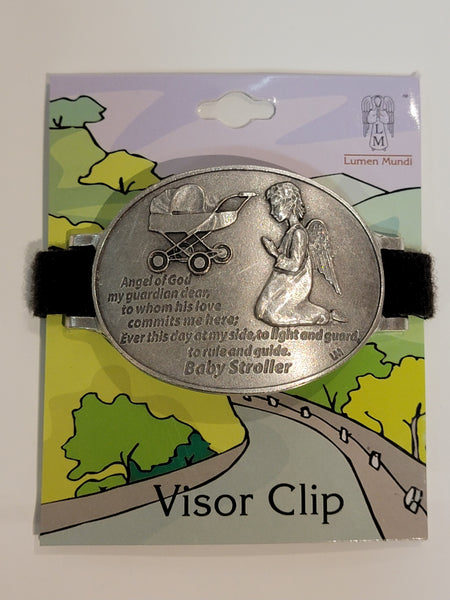 LM
Lumen Mundi
Angel of God
my guardian dear,
to whom his love
commits me here;
Ever this day at my side, to light and guard,
to rule and guide.
Baby Stroller
Visor Clip